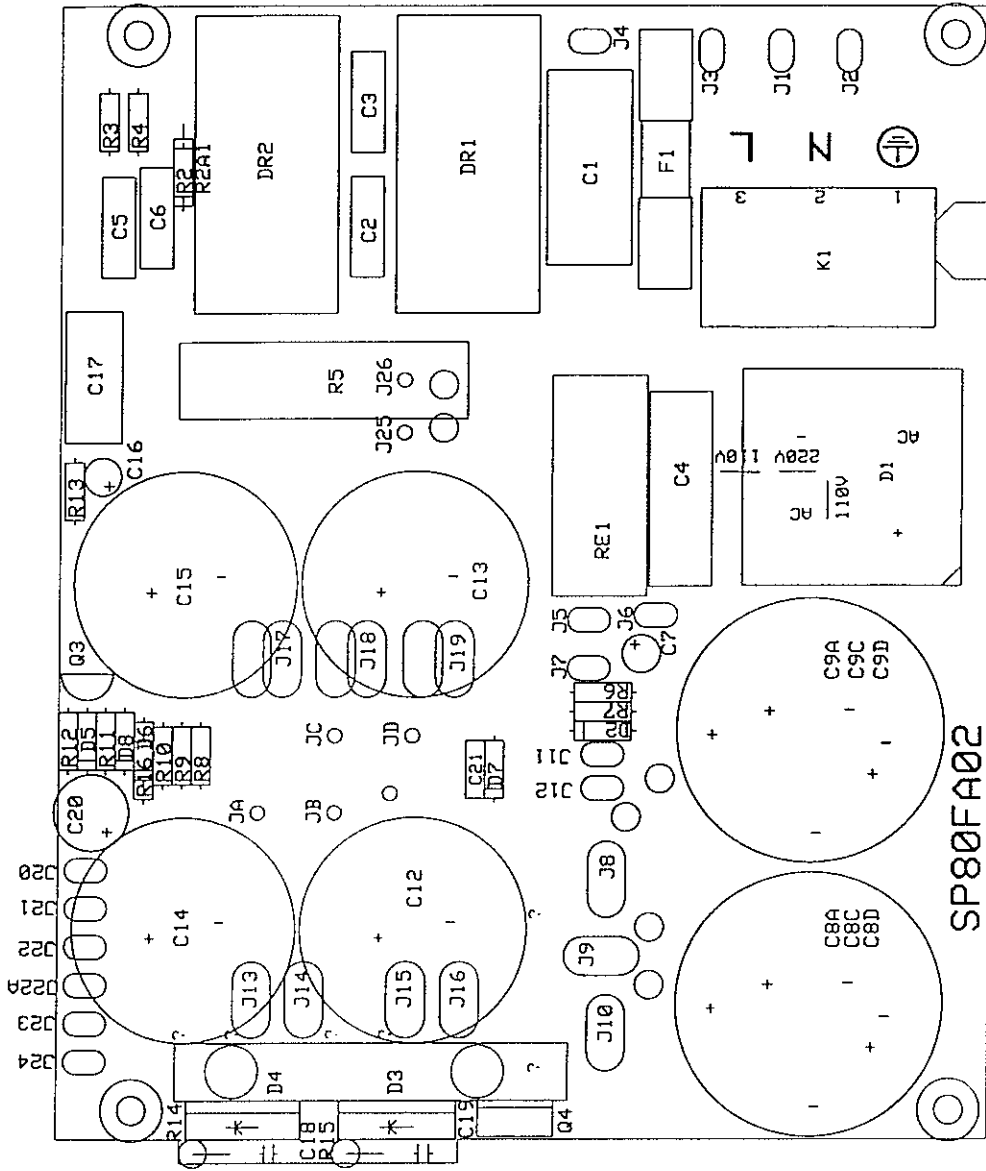 J4
J3
J1
J2
R3
R4
R2
R2A1
C5
C6
DR2
C3
C2
DR1
C1
F1
L
N
3
2
1
K1
C17
R5
J26
J25
C16
+
R13
RE1
C4
110V
220V
-
AC
D1
AC
110V
+
C15
+
-
C13
+
-
J17
J18
J19
Q3
J5
J6
J7
C7
+
R6
R7
D2
J11
J12
C9A
C9C
C9D
+
+
-
-
+
-
R12
D5
R11
D8
R16
D6
R10
R9
R8
JC
JD
JA
JB
C21
D7
C20
+
J20
J21
J22
J22A
J23
J24
C14
+
-
C12
+
-
J13
J14
J15
J16
J8
J9
J10
C8A
C8C
C8D
+
+
-
-
+
-
SP80FA02
D4
D3
R14
C18
R15
C19
Q4